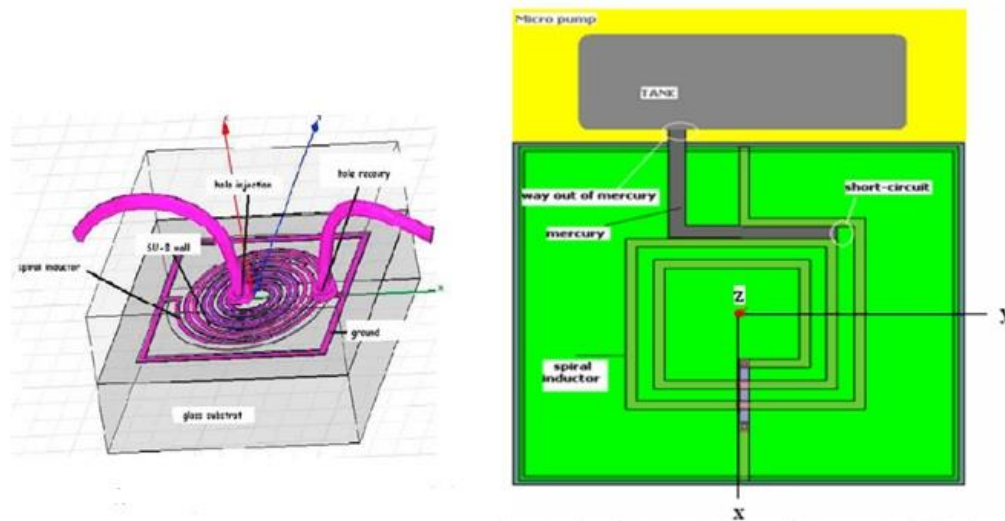 hole injection
hole recovry
SU-8 wall
spiral inductor
ground
glass substrat
Micro pump
TANK
way out of mercury
mercury
short-circuit
Z
Y
spiral
inductor
X